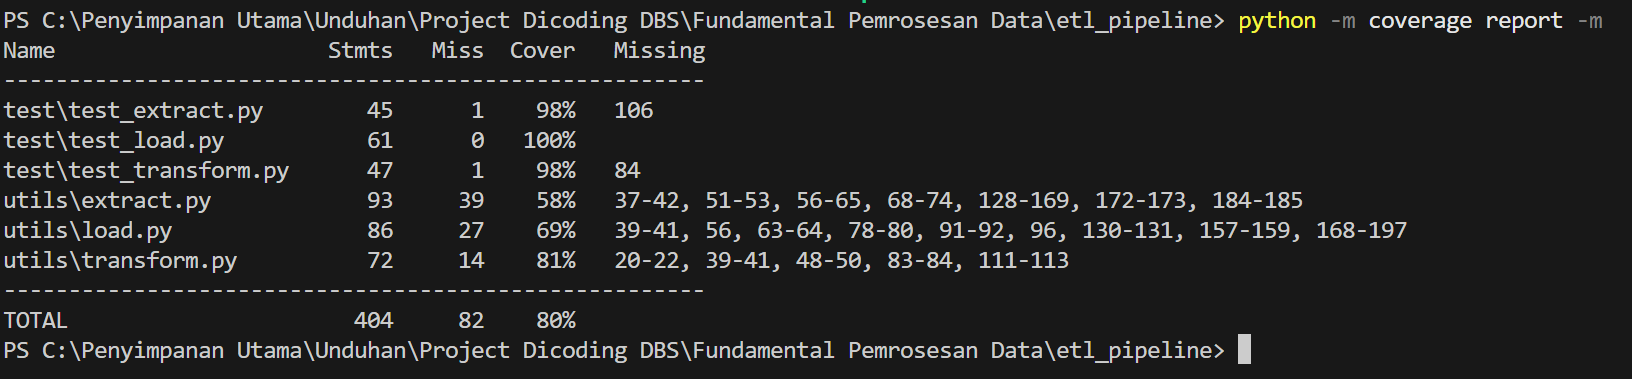 PS C:\Penyimpanan Utama\Unduhan\Project Dicoding DBS\Fundamental Pemrosesan Data\etl_pipeline> python -m coverage report -m
Name                     Stmts   Miss  Cover   Missing
------------------------------------------------------
test\test_extract.py        45      1    98%   106
test\test_load.py           61      0   100%
test\test_transform.py      47      1    98%   84
utils\extract.py            93     39    58%   37-42, 51-53, 56-65, 68-74, 128-169, 172-173, 184-185
utils\load.py               86     27    69%   39-41, 56, 63-64, 78-80, 91-92, 96, 130-131, 157-159, 168-197
utils\transform.py          72     14    81%   20-22, 39-41, 48-50, 83-84, 111-113
------------------------------------------------------
TOTAL                      404     82    80%
PS C:\Penyimpanan Utama\Unduhan\Project Dicoding DBS\Fundamental Pemrosesan Data\etl_pipeline>